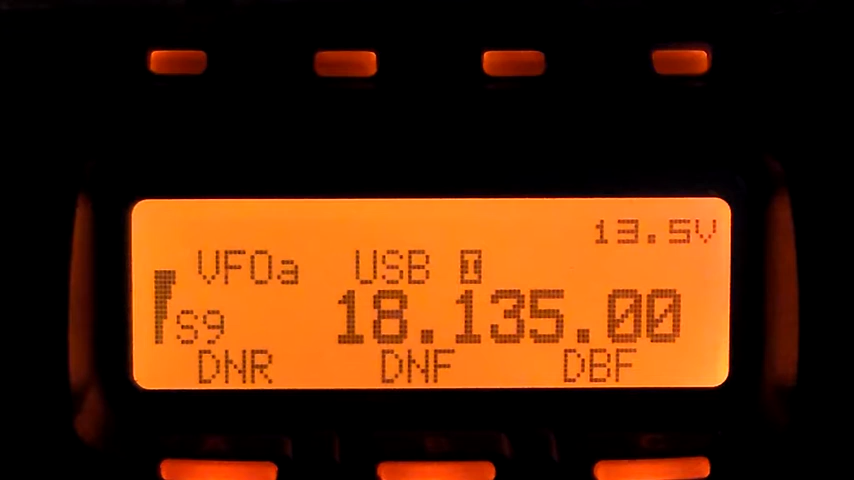 13.5V
VFOa USB I
S9 18.135.00
DNR DNF DBF